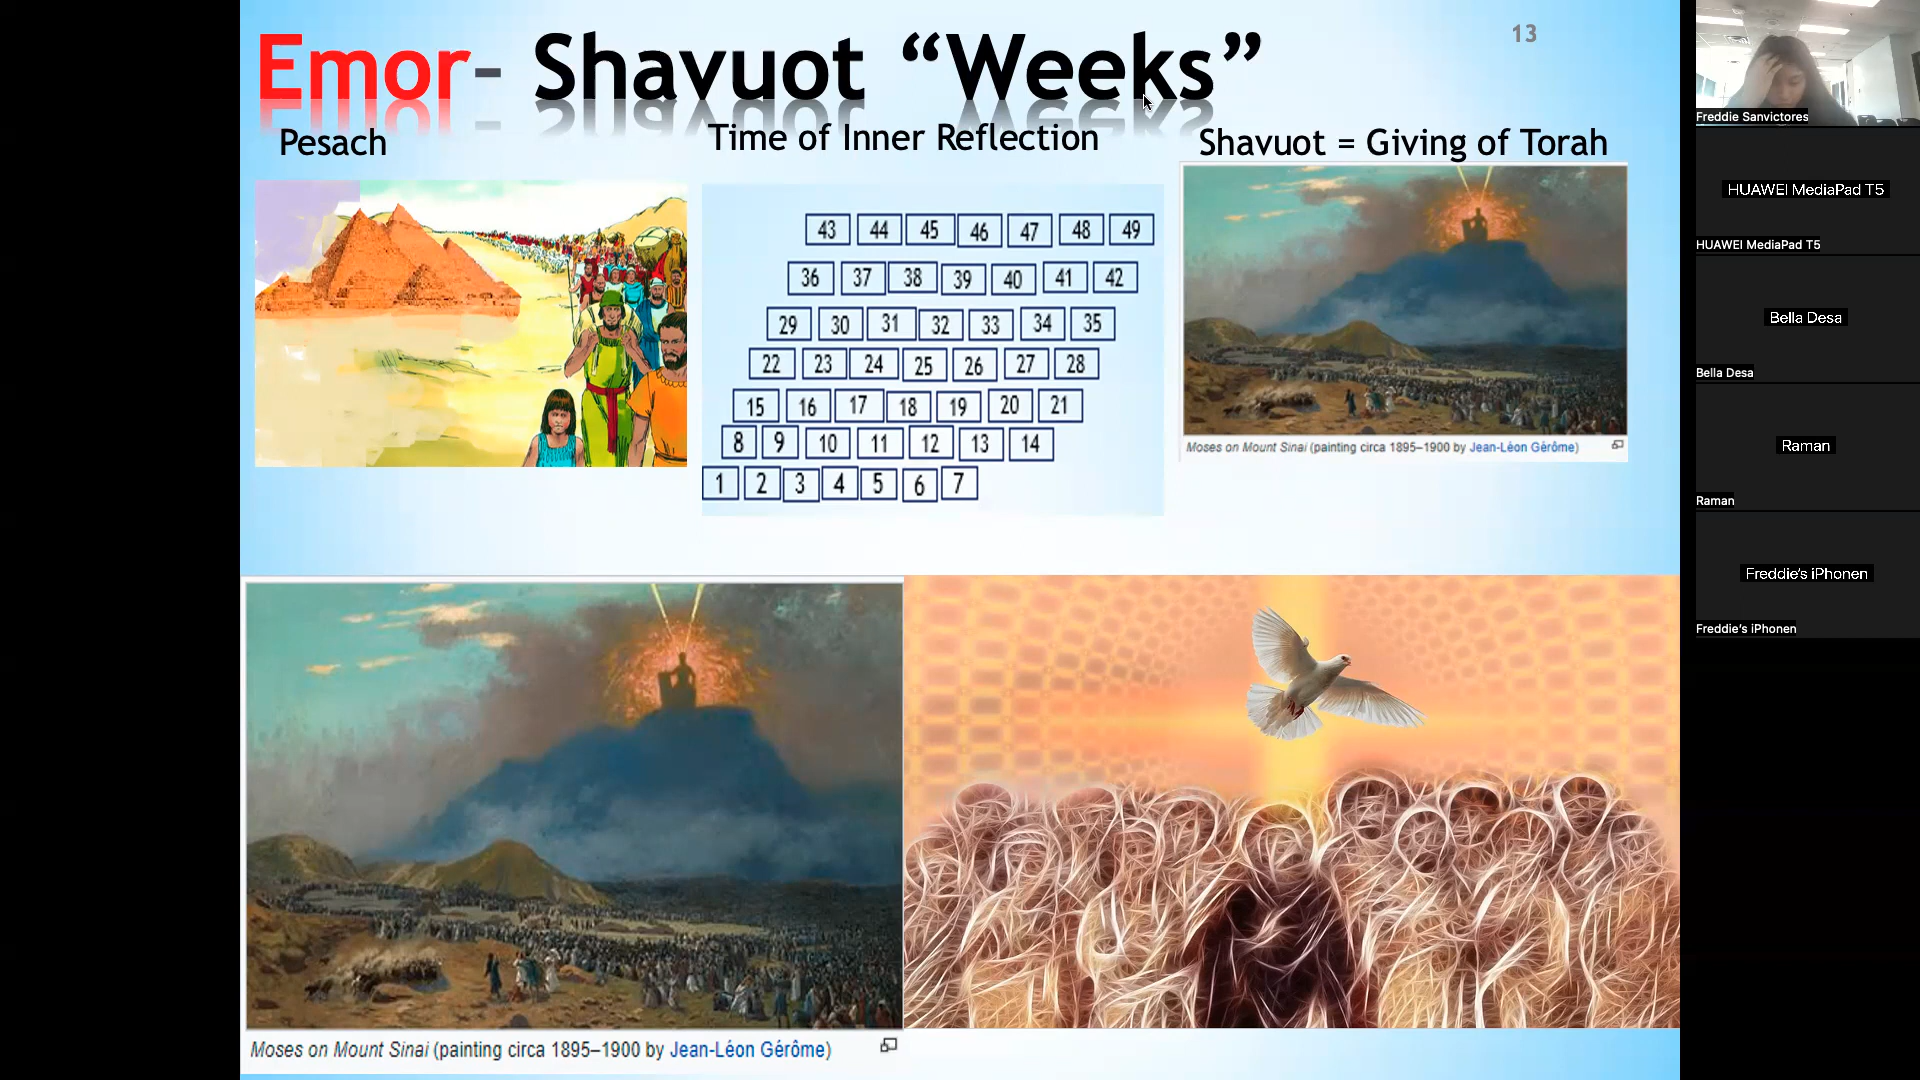 Emor- Shavuot “Weeks”
13
Pesach
Time of Inner Reflection
Shavuot = Giving of Torah
43 44 45 46 47 48 49
36 37 38 39 40 41 42
29 30 31 32 33 34 35
22 23 24 25 26 27 28
15 16 17 18 19 20 21
8 9 10 11 12 13 14
1 2 3 4 5 6 7
Moses on Mount Sinai (painting circa 1895–1900 by Jean-Léon Gérôme)
Moses on Mount Sinai (painting circa 1895–1900 by Jean-Léon Gérôme)
Freddie Sanvictores
HUAWEI MediaPad T5
HUAWEI MediaPad T5
Bella Desa
Bella Desa
Raman
Raman
Freddie’s iPhonen
Freddie’s iPhonen